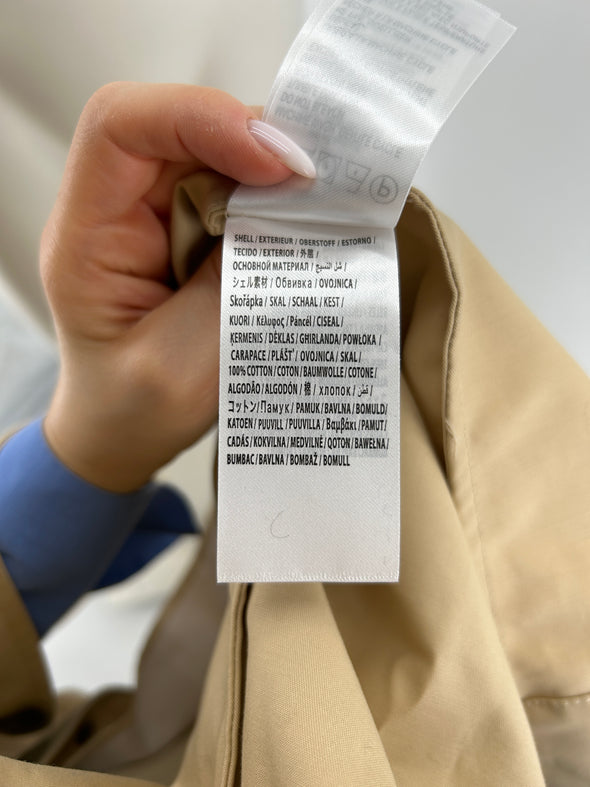 SHELL / EXTERIEUR / OBERSTOFF / ESTORNO /
TECIDO / EXTERIOR / 外層 /
ОСНОВНОЙ МАТЕРИАЛ /
シェル素材 / Обвивка / OVOJNICA /
Skořápka / SKAL / SCHAAL / KEST /
KUORI / Κέλυφος / Páncél / CISEAL /
ĶERMENIS / DĖKLAS / GHIRLANDA / POWŁOKA /
CARAPACE / PLÁŠT' / OVOJNICA / SKAL /
100% COTTON / COTON / BAUMWOLLE / COTONE /
ALGODÃO / ALGODÓN / 棉 / хлопок / قطن /
コットン / Памук / PAMUK / BAVLNA / BOMULD /
KATOEN / PUUVILL / PUUVILLA / Βαμβάκι / PAMUT /
CADÁS / KOKVILNA / MEDVILNĖ / QOTON / BAWEŁNA /
BUMBAC / BAVLNA / BOMBAŽ / BOMULL